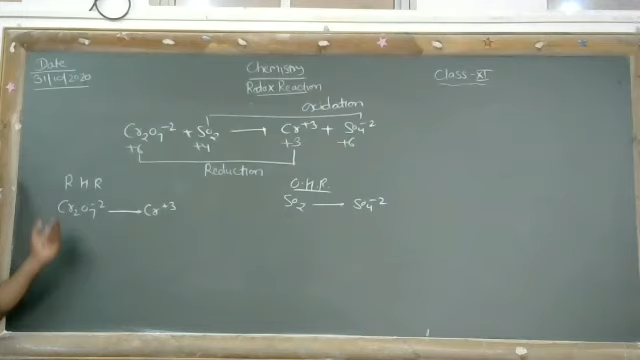 Date
31/10/2020
Chemistry
Redox Reaction
Class - XI
oxidation
Cr₂O₇⁻² + SO₂ ⟶ Cr⁺³ + SO₄⁻²
+6 +4 +3 +6
Reduction
R H R
O.H.R.
Cr₂O₇⁻² ⟶ Cr⁺³
SO₂ ⟶ SO₄⁻²